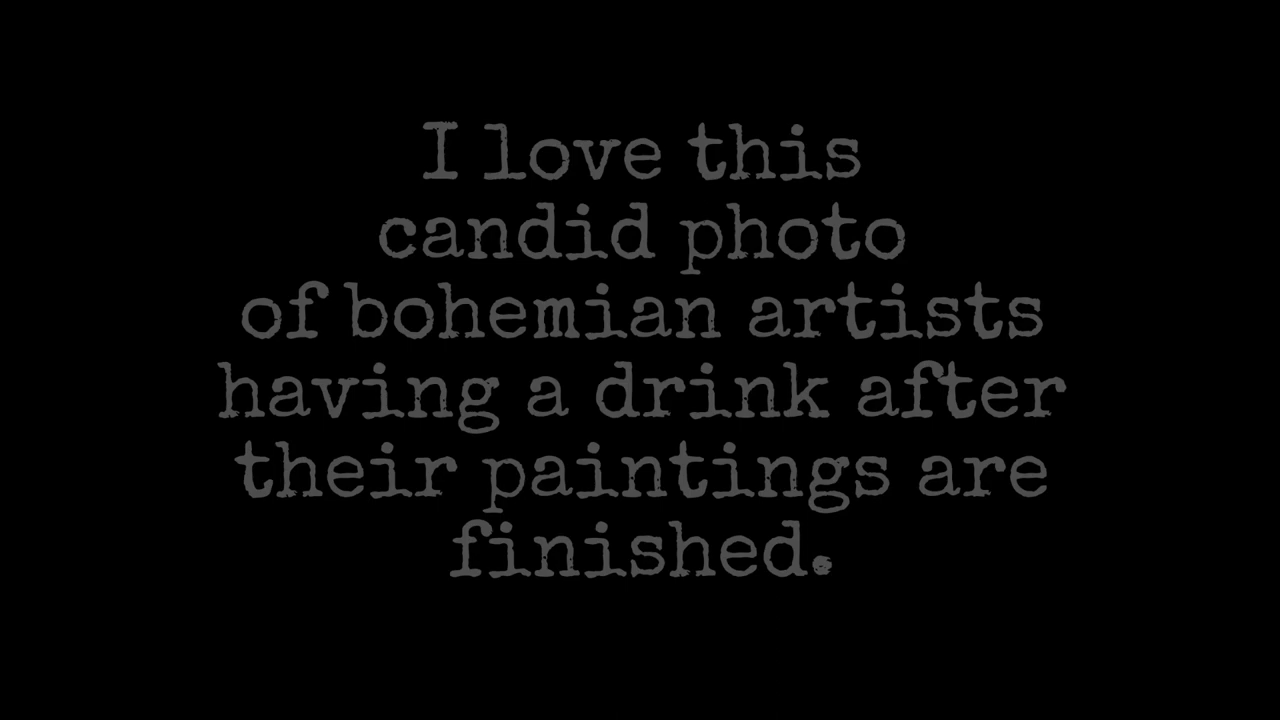 I love this
candid photo
of bohemian artists
having a drink after
their paintings are
finished.